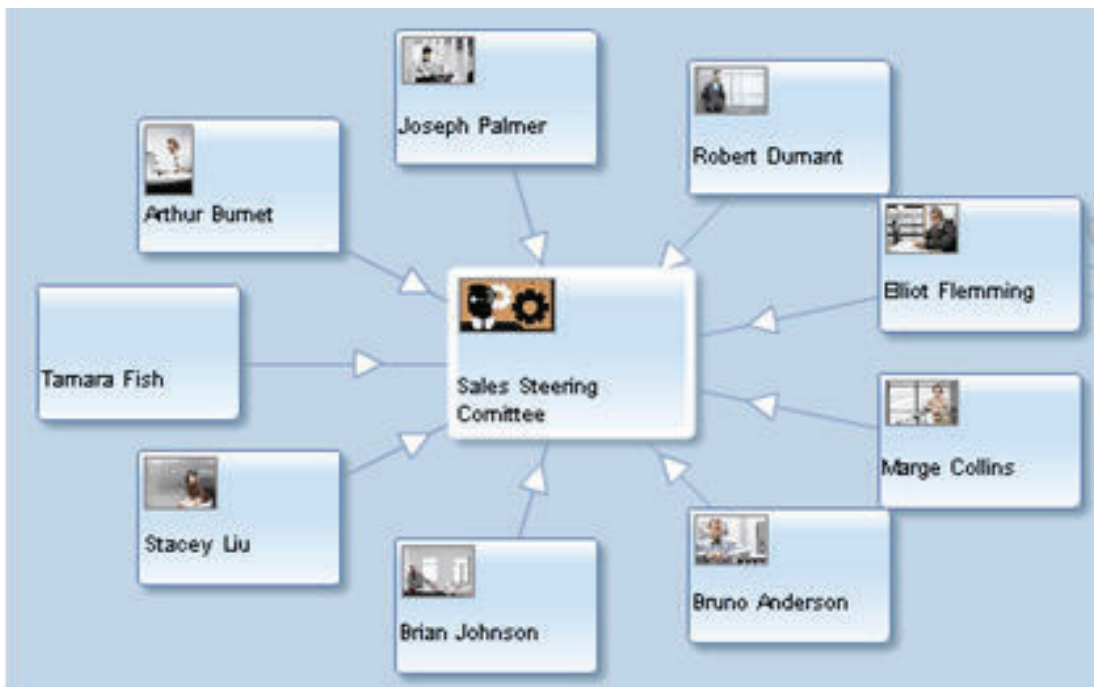 Joseph Palmer
Robert Dumant
Arthur Burnet
Elliot Flemming
Tamara Fish
Sales Steering
Comittee
Marge Collins
Stacey Liu
Bruno Anderson
Brian Johnson